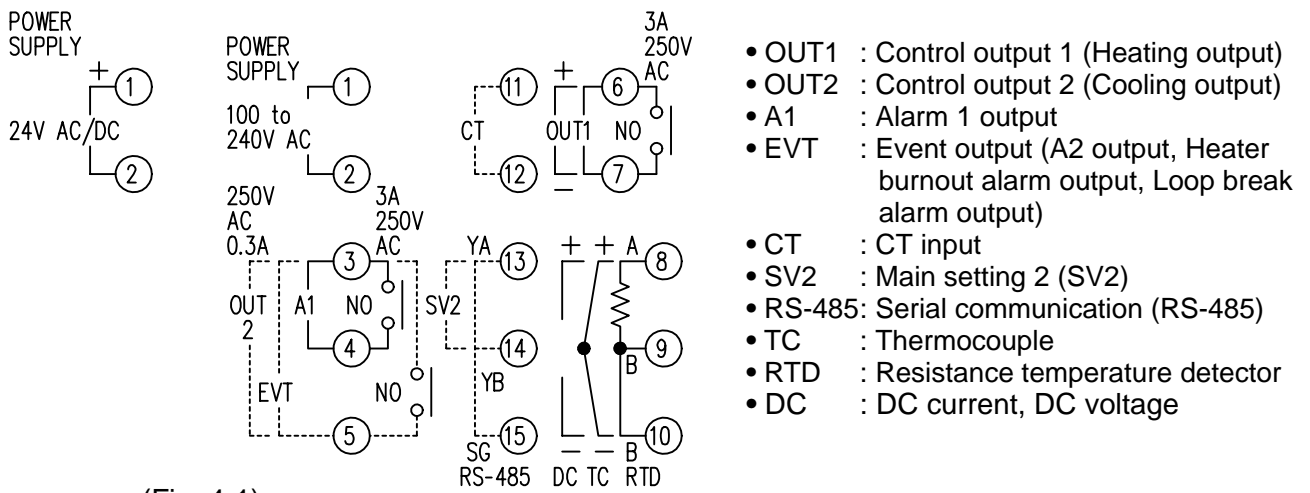 POWER
SUPPLY
+ 1
24V AC/DC
2
POWER
SUPPLY
1
100 to
240V AC
2
11
CT
12
3A
250V
AC
+ 6
OUT1 NO
− 7
250V
AC
0.3A
3A
250V
AC
3
OUT
2
A1 NO
4
EVT NO
5
YA 13
SV2
14
YB
15
SG
RS-485
+ + A 8
B 9
B 10
− −
DC TC RTD
• OUT1 : Control output 1 (Heating output)
• OUT2 : Control output 2 (Cooling output)
• A1 : Alarm 1 output
• EVT : Event output (A2 output, Heater
burnout alarm output, Loop break
alarm output)
• CT : CT input
• SV2 : Main setting 2 (SV2)
• RS-485: Serial communication (RS-485)
• TC : Thermocouple
• RTD : Resistance temperature detector
• DC : DC current, DC voltage